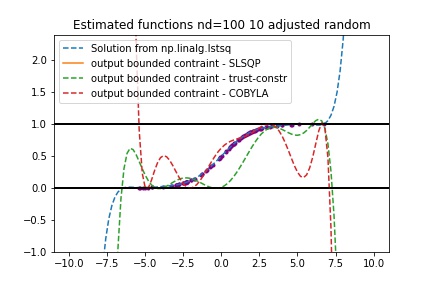 Estimated functions nd=100 10 adjusted random
Solution from np.linalg.lstsq
output bounded contraint - SLSQP
output bounded contraint - trust-constr
output bounded contraint - COBYLA
2.0
1.5
1.0
0.5
0.0
−0.5
−1.0
−10.0 −7.5 −5.0 −2.5 0.0 2.5 5.0 7.5 10.0